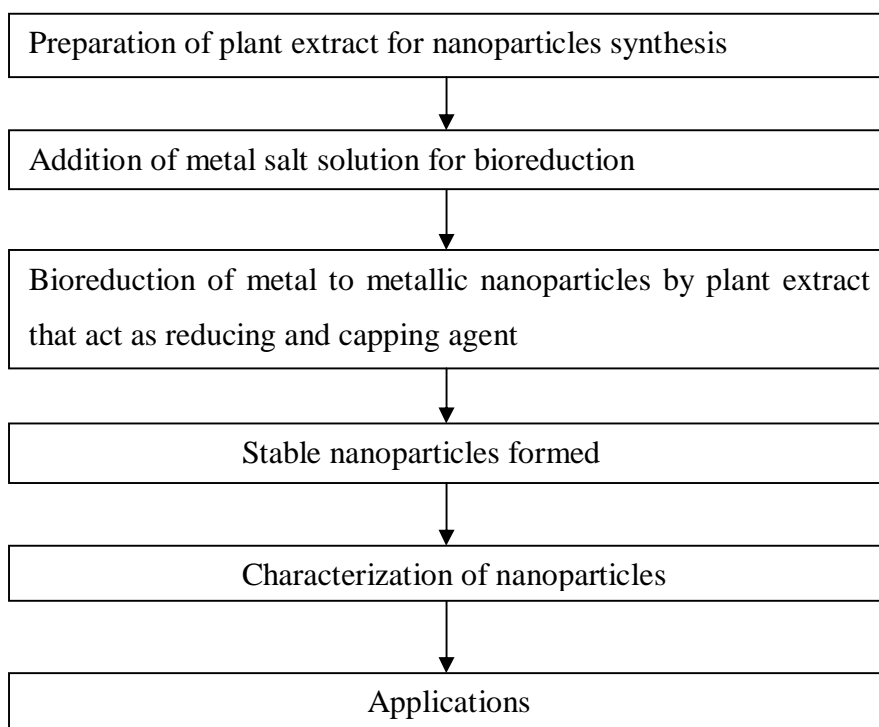 Preparation of plant extract for nanoparticles synthesis
Addition of metal salt solution for bioreduction
Bioreduction of metal to metallic nanoparticles by plant extract
that act as reducing and capping agent
Stable nanoparticles formed
Characterization of nanoparticles
Applications